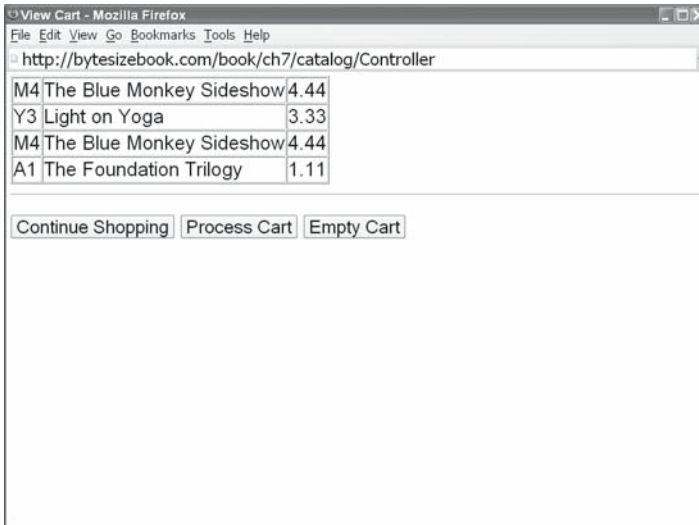 View Cart - Mozilla Firefox
File Edit View Go Bookmarks Tools Help
http://bytesizebook.com/book/ch7/catalog/Controller
M4 The Blue Monkey Sideshow 4.44
Y3 Light on Yoga 3.33
M4 The Blue Monkey Sideshow 4.44
A1 The Foundation Trilogy 1.11
Continue Shopping Process Cart Empty Cart